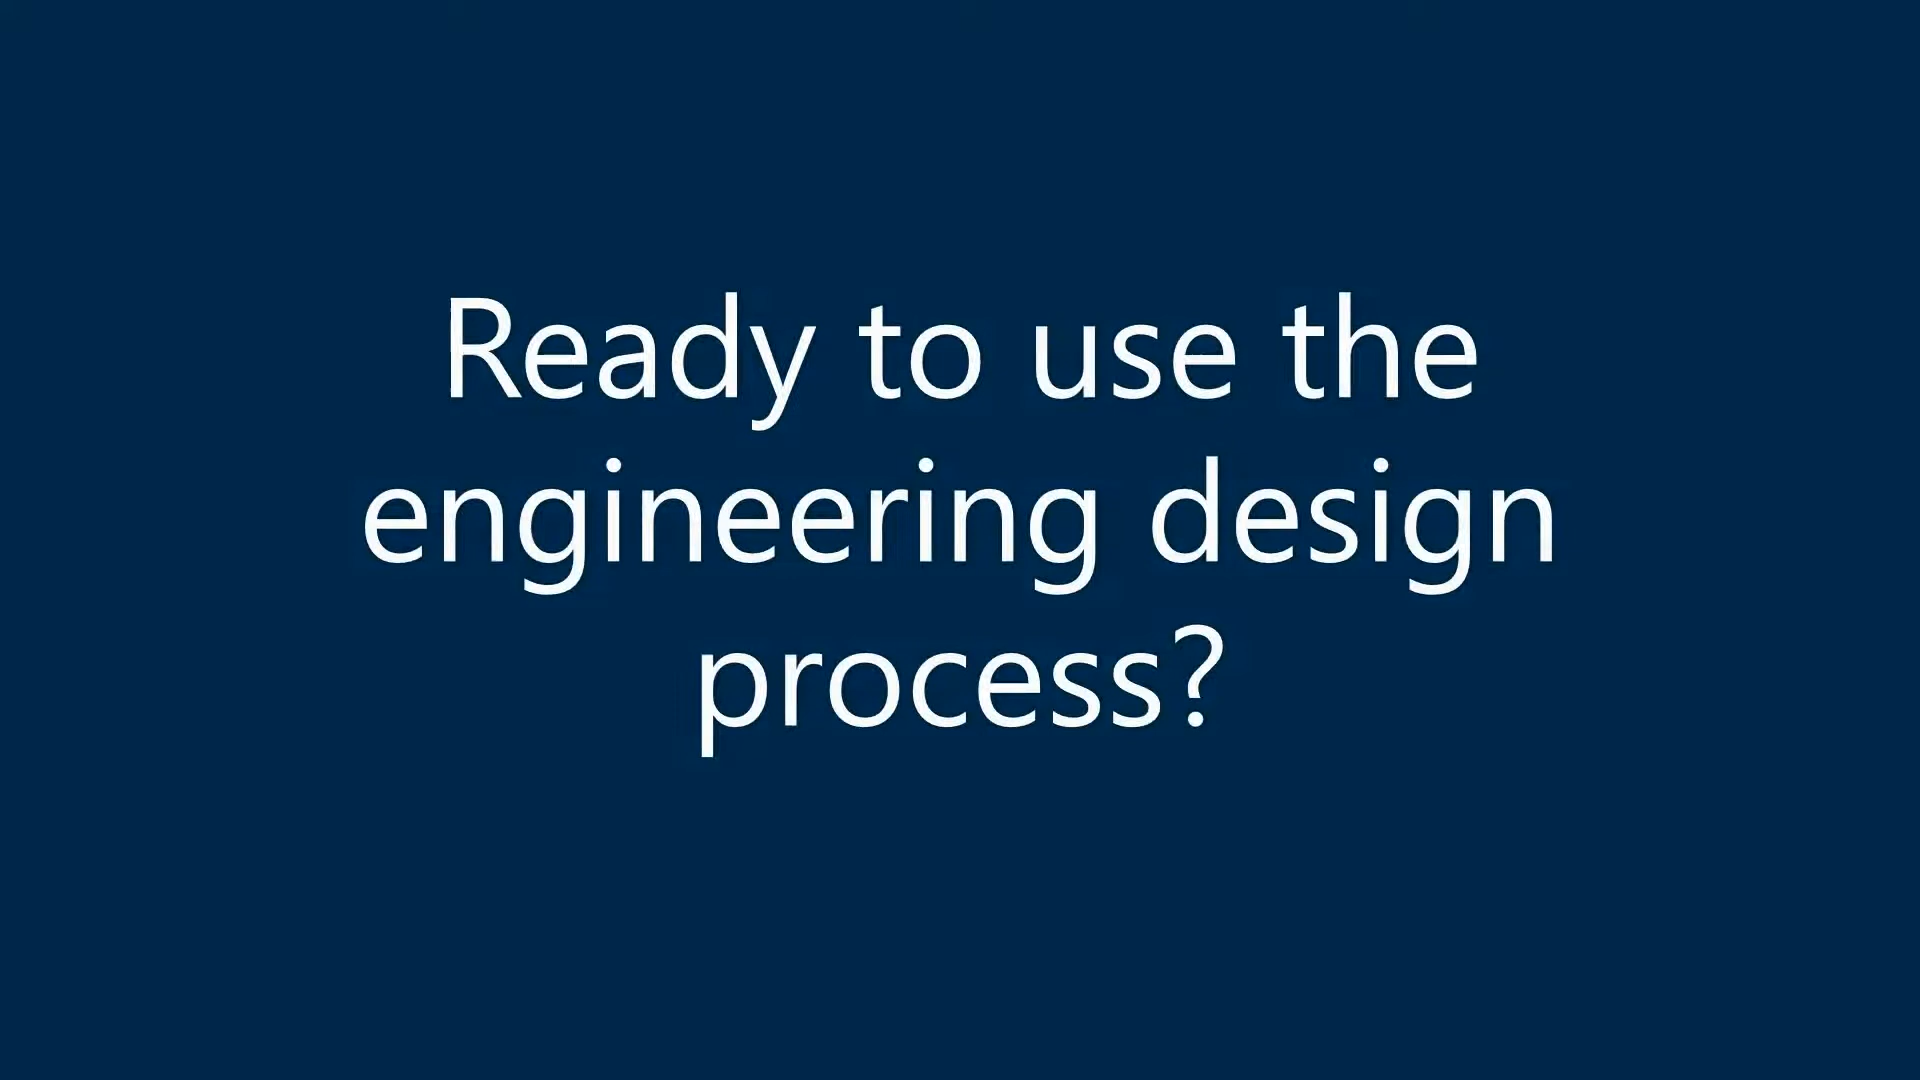 Ready to use the
engineering design
process?